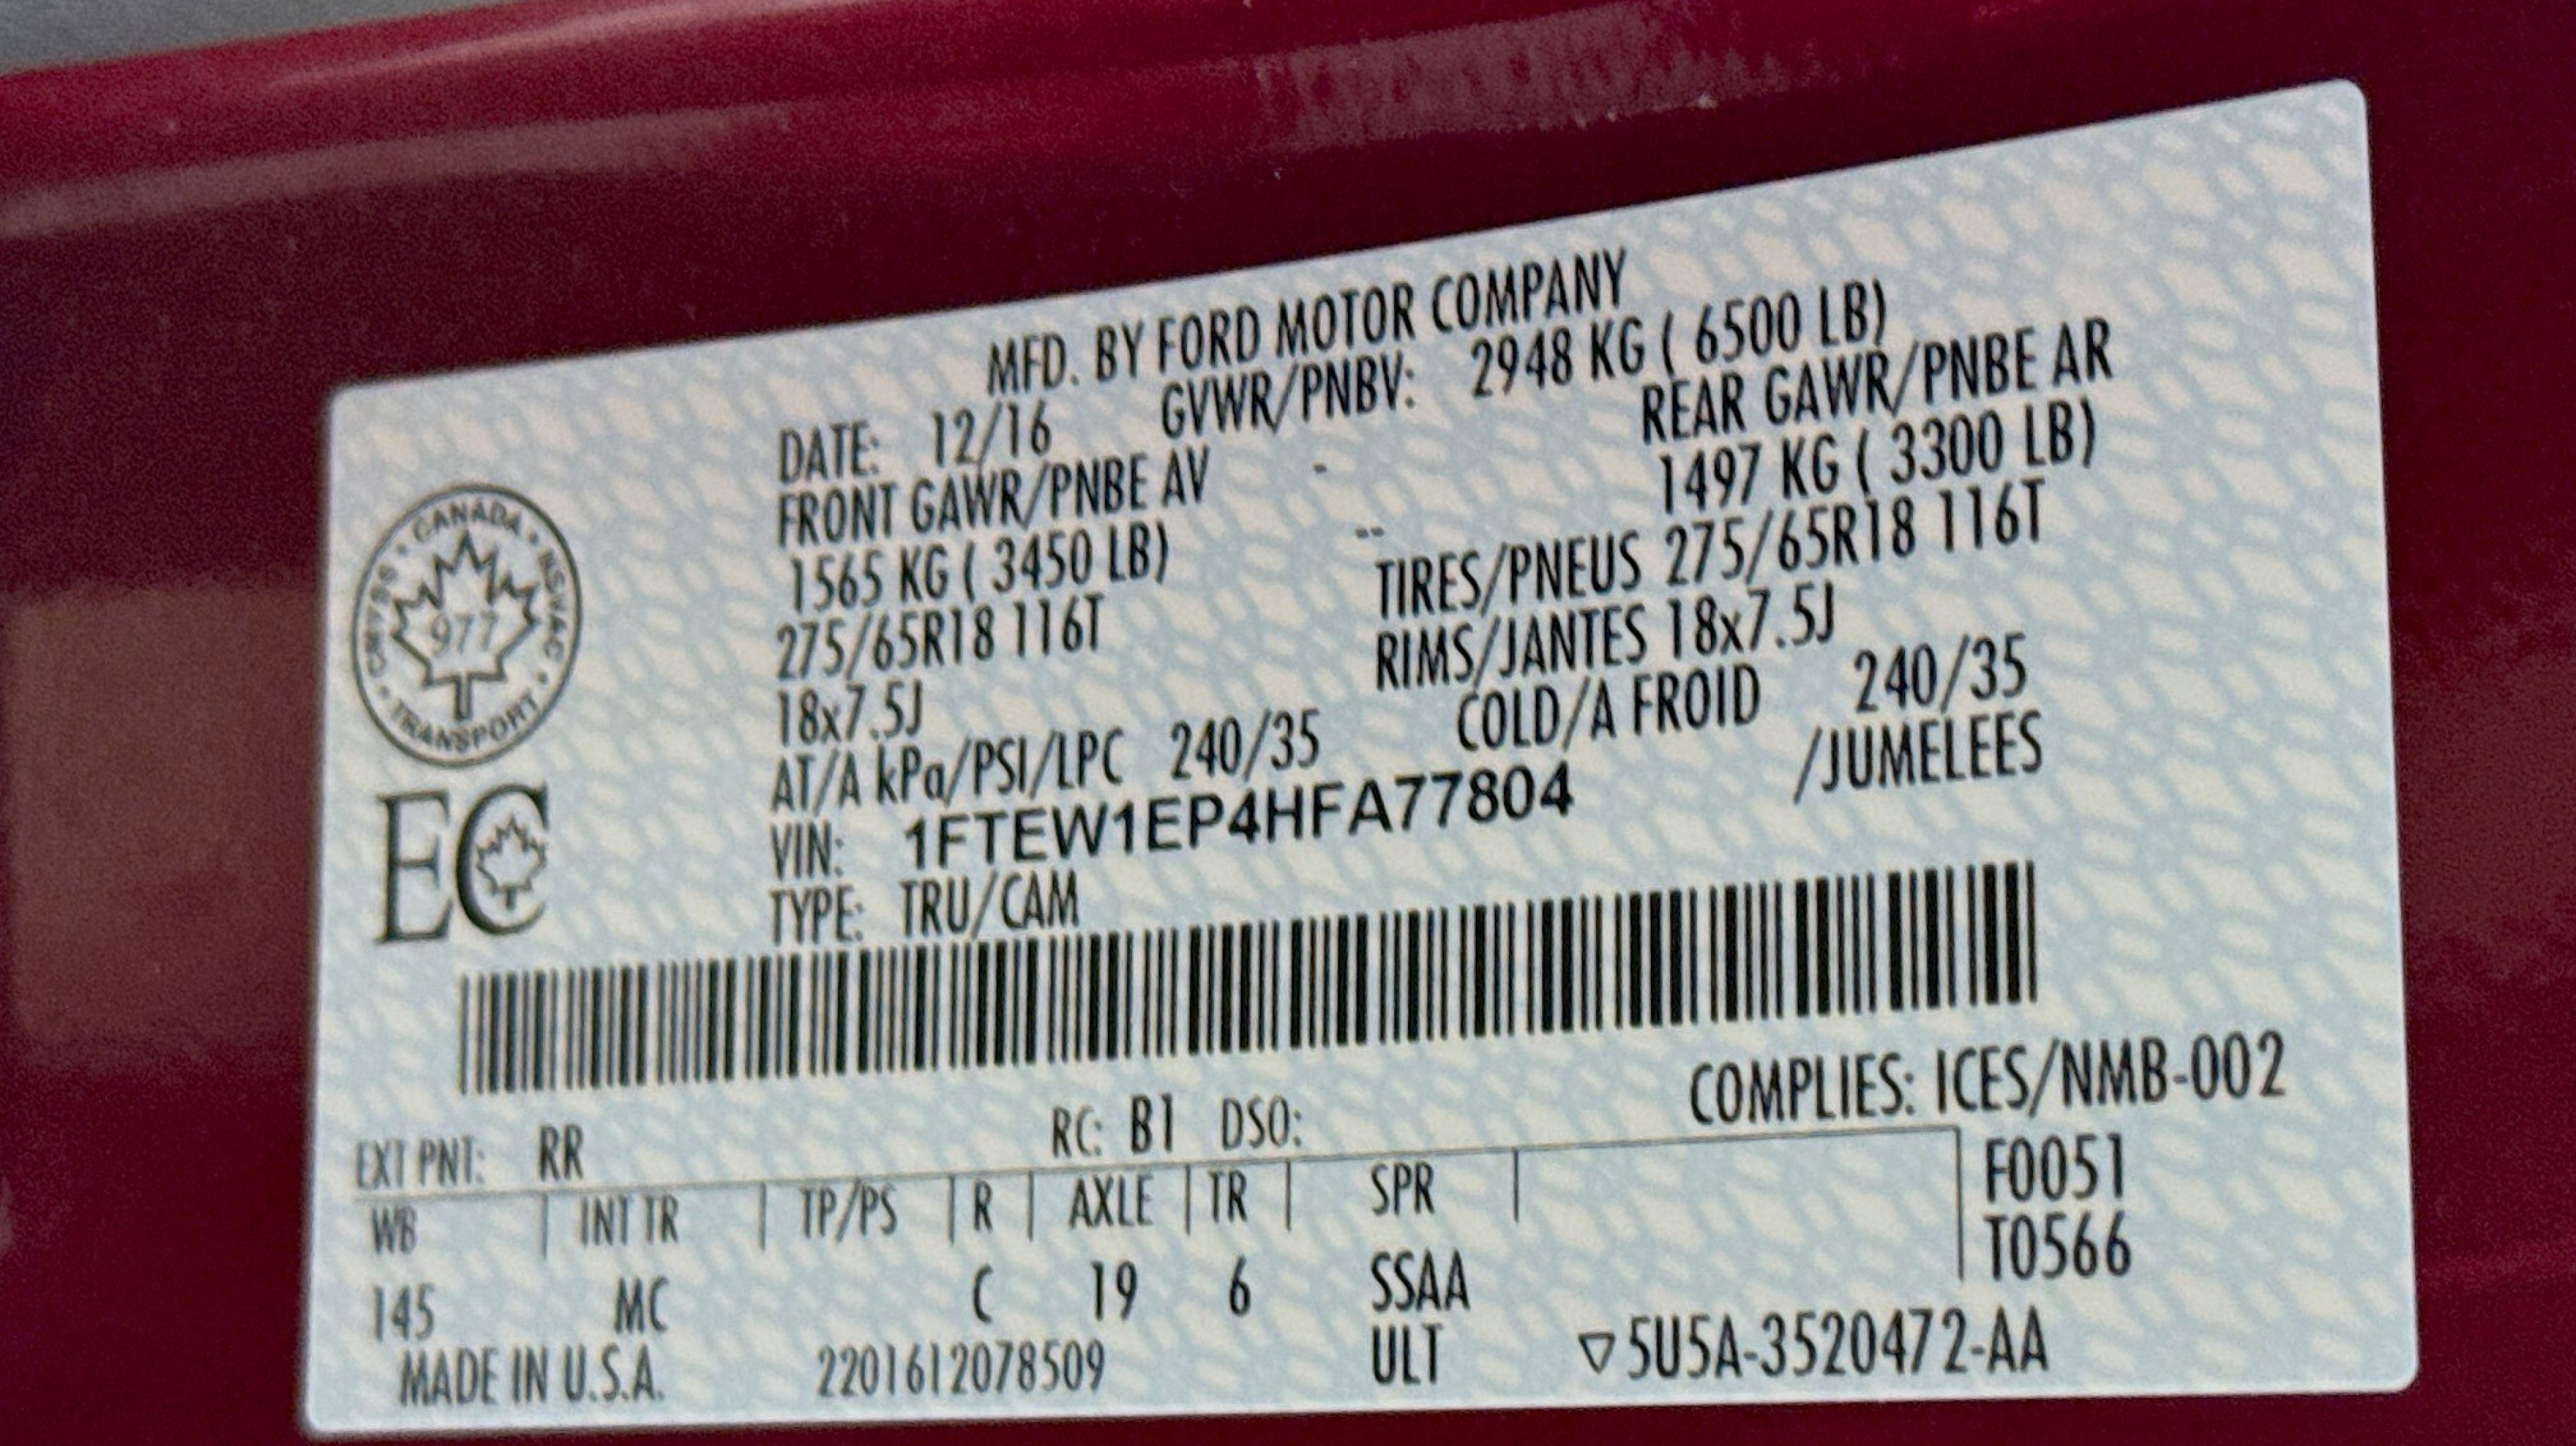 MFD. BY FORD MOTOR COMPANY
DATE: 12/16 GVWR/PNBV: 2948 KG ( 6500 LB)
FRONT GAWR/PNBE AV - REAR GAWR/PNBE AR
1565 KG ( 3450 LB) -- 1497 KG ( 3300 LB)
275/65R18 116T TIRES/PNEUS 275/65R18 116T
18x7.5J RIMS/JANTES 18x7.5J
AT/A kPa/PSI/LPC 240/35 COLD/A FROID 240/35
VIN: 1FTEW1EP4HFA77804 /JUMELEES
TYPE: TRU/CAM
CANADA · NSVAC · TRANSPORT · CMVSS
977
EC
COMPLIES: ICES/NMB-002
EXT PNT: RR RC: B1 DSO:
F0051
WB | INT TR | TP/PS | R | AXLE | TR | SPR |
T0566
145 MC C 19 6 SSAA
MADE IN U.S.A. 2201612078509 ULT ▽5U5A-3520472-AA